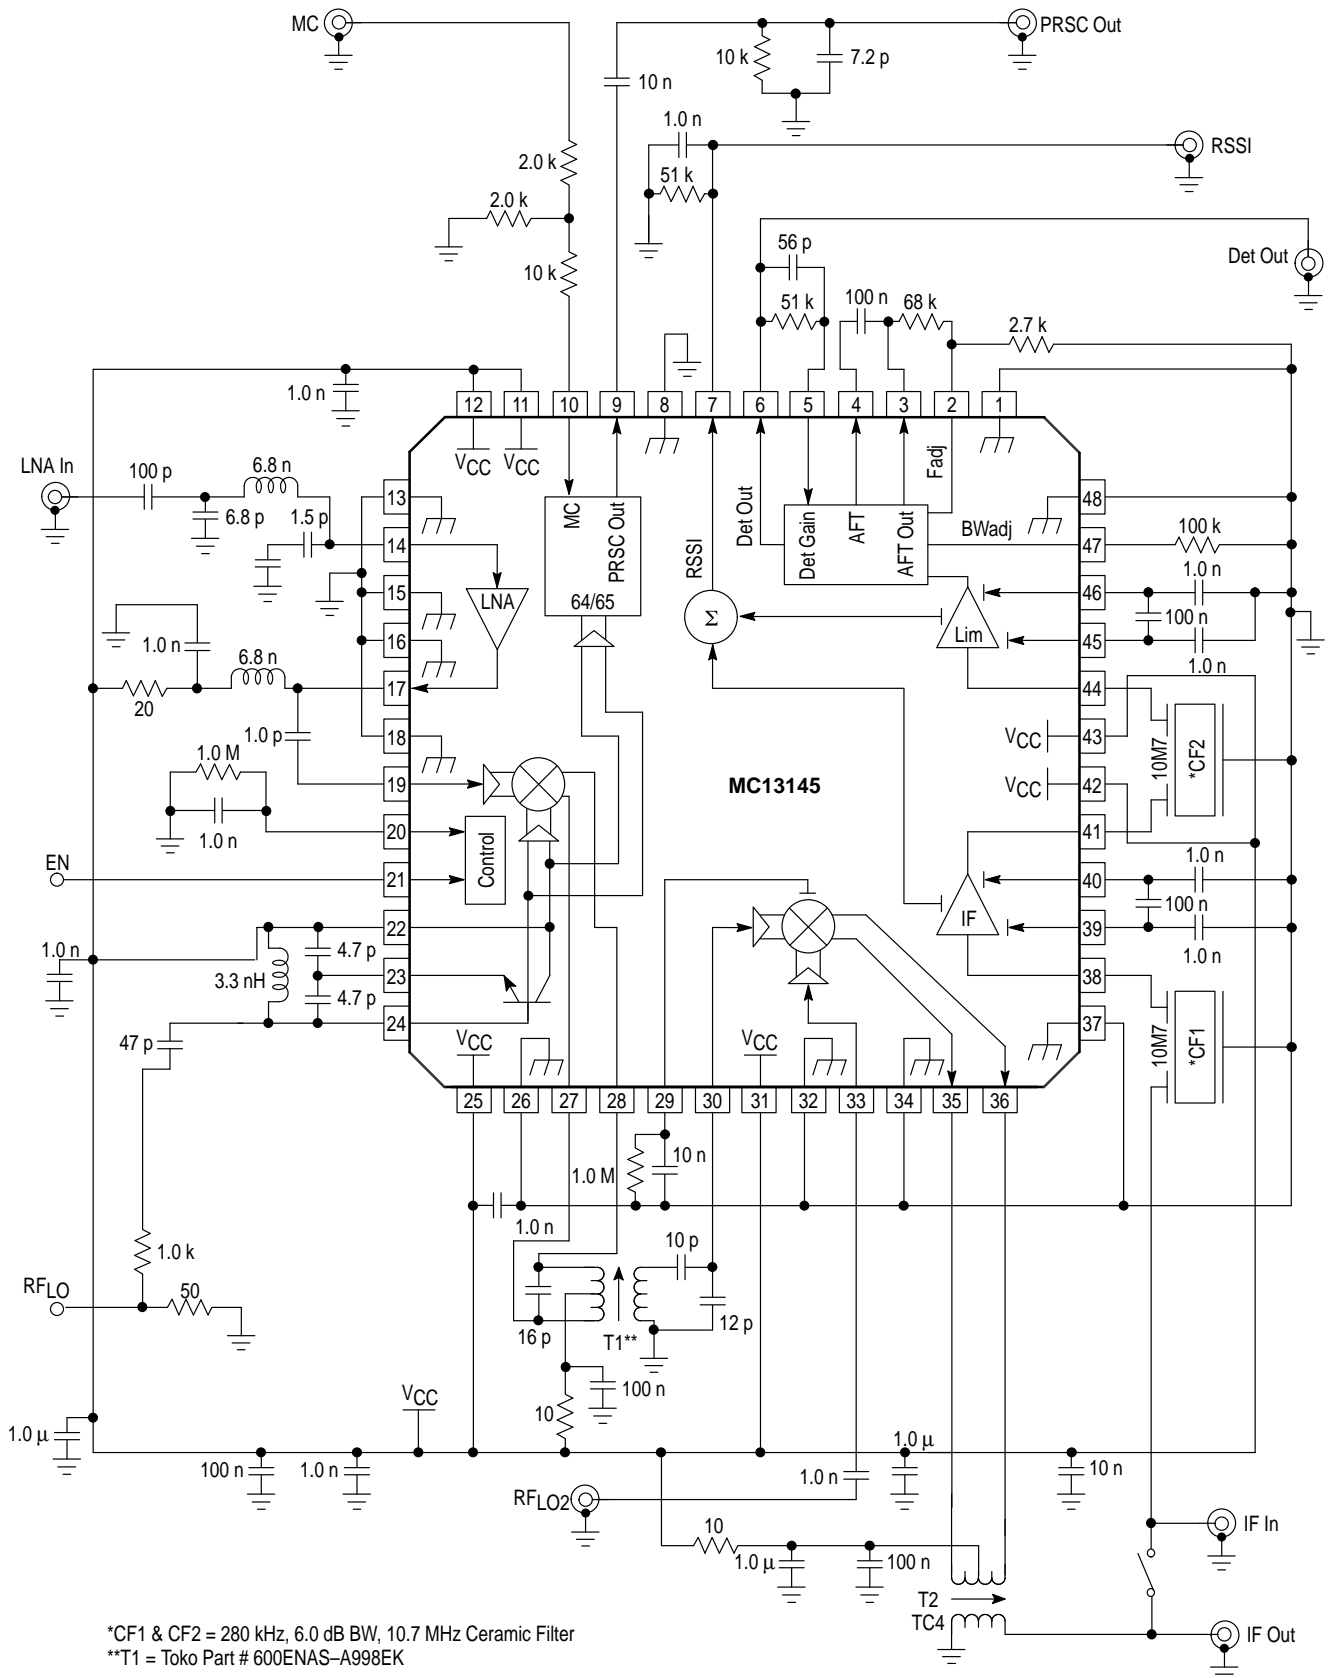 MC
PRSC Out
10 k
7.2 p
10 n
1.0 n
RSSI
2.0 k
51 k
2.0 k
56 p
Det Out
10 k
51 k
100 n
68 k
2.7 k
1.0 n
12
11
10
9
8
7
6
5
4
3
2
1
VCC
VCC
LNA In
100 p
6.8 n
6.8 p
1.5 p
13
14
15
16
17
18
19
20
21
22
23
24
MC
PRSC Out
64/65
LNA
RSSI
Det Out
Det Gain
AFT
AFT Out
Fadj
BWadj
Σ
Lim
48
47
46
45
44
43
42
41
40
39
38
37
100 k
1.0 n
100 n
1.0 n
1.0 n
6.8 n
20
1.0 p
1.0 M
1.0 n
VCC
VCC
10M7
*CF2
MC13145
EN
Control
IF
1.0 n
100 n
1.0 n
1.0 n
3.3 nH
4.7 p
4.7 p
47 p
VCC
VCC
10M7
*CF1
25
26
27
28
29
30
31
32
33
34
35
36
1.0 M
10 n
1.0 n
1.0 k
10 p
RFLO
50
16 p
T1**
12 p
100 n
10
VCC
1.0 µ
100 n
1.0 n
1.0 µ
1.0 n
10 n
RFLO2
10
1.0 µ
100 n
IF In
T2
TC4
IF Out
*CF1 & CF2 = 280 kHz, 6.0 dB BW, 10.7 MHz Ceramic Filter
**T1 = Toko Part # 600ENAS–A998EK